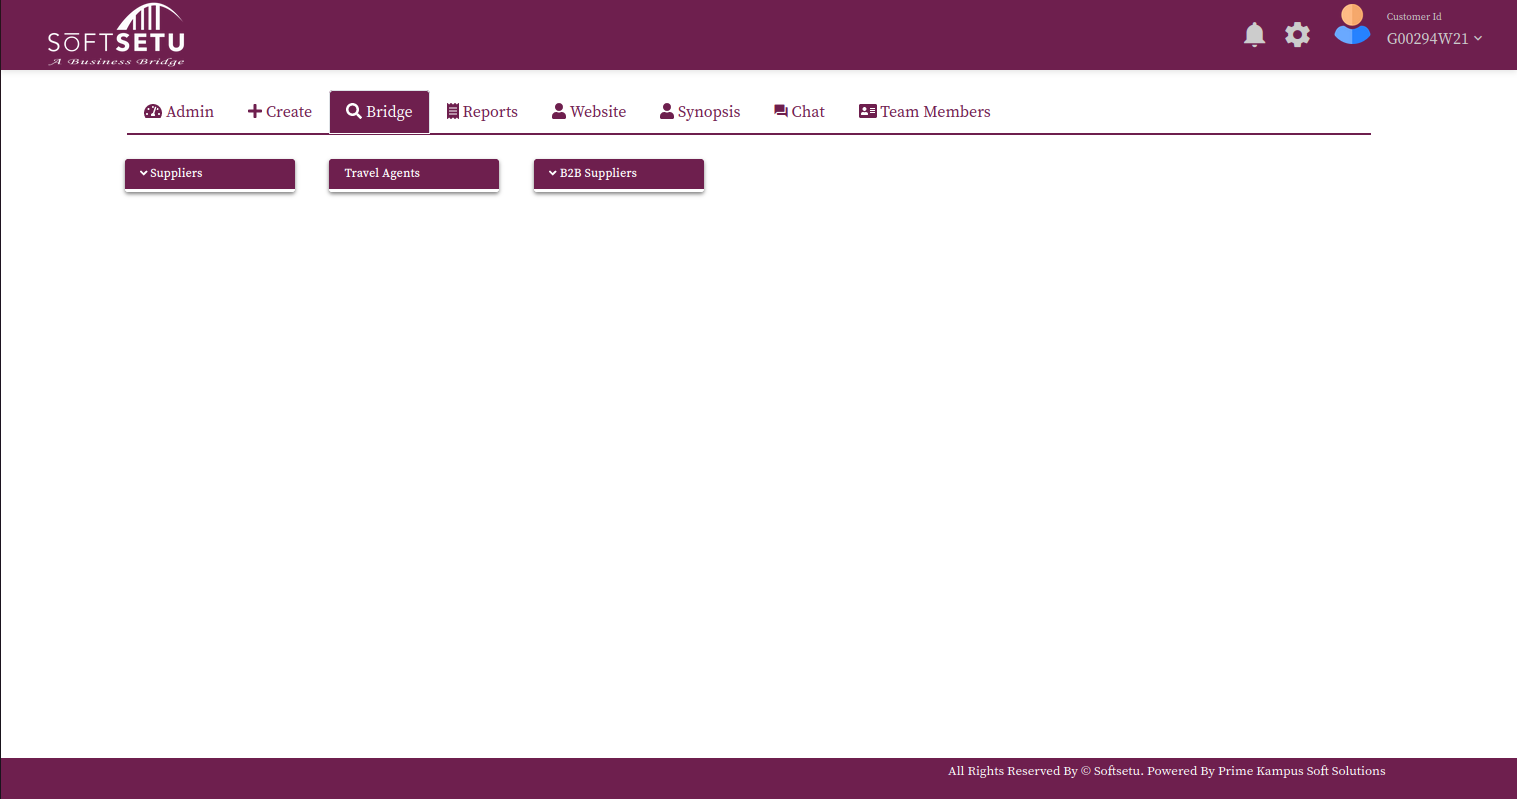 SOFTSETU
A Business Bridge
Customer Id
G00294W21
Admin
Create
Bridge
Reports
Website
Synopsis
Chat
Team Members
Suppliers
Travel Agents
B2B Suppliers
All Rights Reserved By © Softsetu. Powered By Prime Kampus Soft Solutions